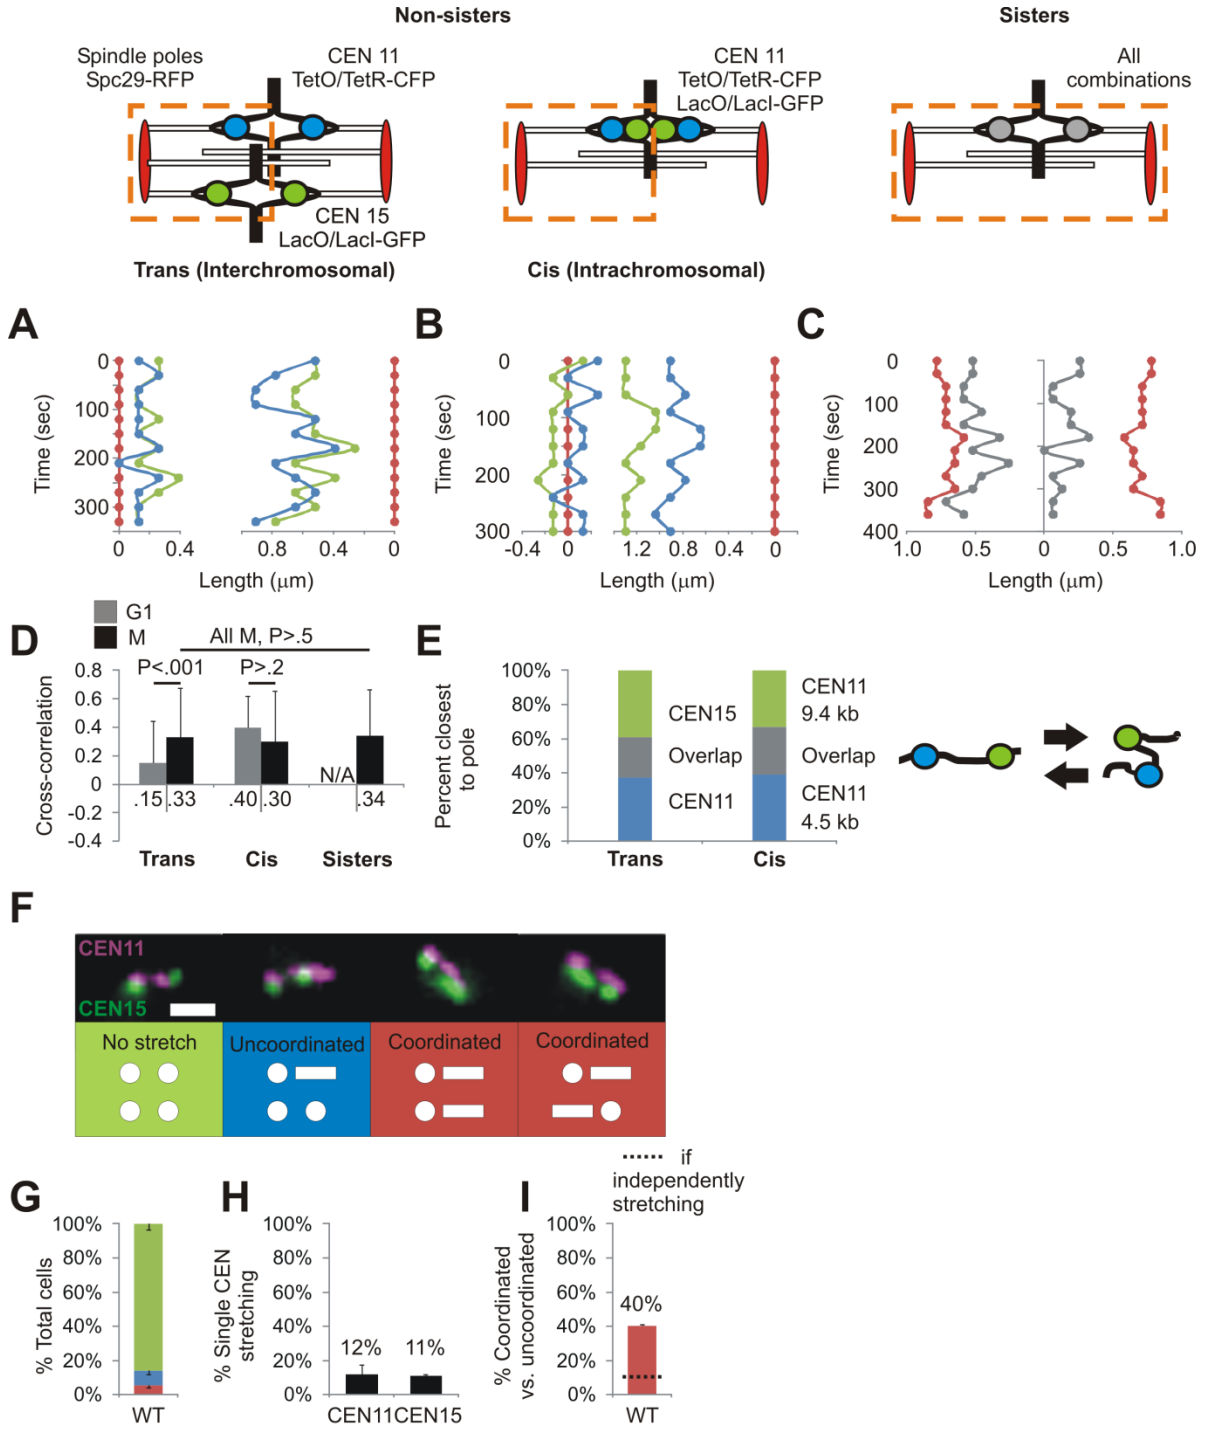 Non-sisters
Sisters
Spindle poles
Spc29-RFP
CEN 11
TetO/TetR-CFP
CEN 11
TetO/TetR-CFP
LacO/LacI-GFP
All
combinations
CEN 15
LacO/LacI-GFP
Trans (Interchromosomal)
Cis (Intrachromosomal)
A
Time (sec)
0
100
200
300
0
0.4
0.8
0.4
0
Length (μm)
B
Time (sec)
0
100
200
300
-0.4
0
1.2
0.8
0.4
0
Length (μm)
C
Time (sec)
0
100
200
300
400
1.0
0.5
0
0.5
1.0
Length (μm)
D
G1
M
All M, P>.5
P<.001
P>.2
Cross-correlation
0.8
0.6
0.4
0.2
0
-0.2
-0.4
N/A
.15
.33
.40
.30
.34
Trans
Cis
Sisters
E
Percent closest
to pole
100%
80%
60%
40%
20%
0%
CEN15
Overlap
CEN11
CEN11
9.4 kb
Overlap
CEN11
4.5 kb
Trans
Cis
F
CEN11
CEN15
No stretch
Uncoordinated
Coordinated
Coordinated
if
independently
stretching
G
% Total cells
100%
80%
60%
40%
20%
0%
WT
H
% Single CEN
stretching
100%
80%
60%
40%
20%
0%
12%
11%
CEN11
CEN15
I
% Coordinated
vs. uncoordinated
100%
80%
60%
40%
20%
0%
40%
WT